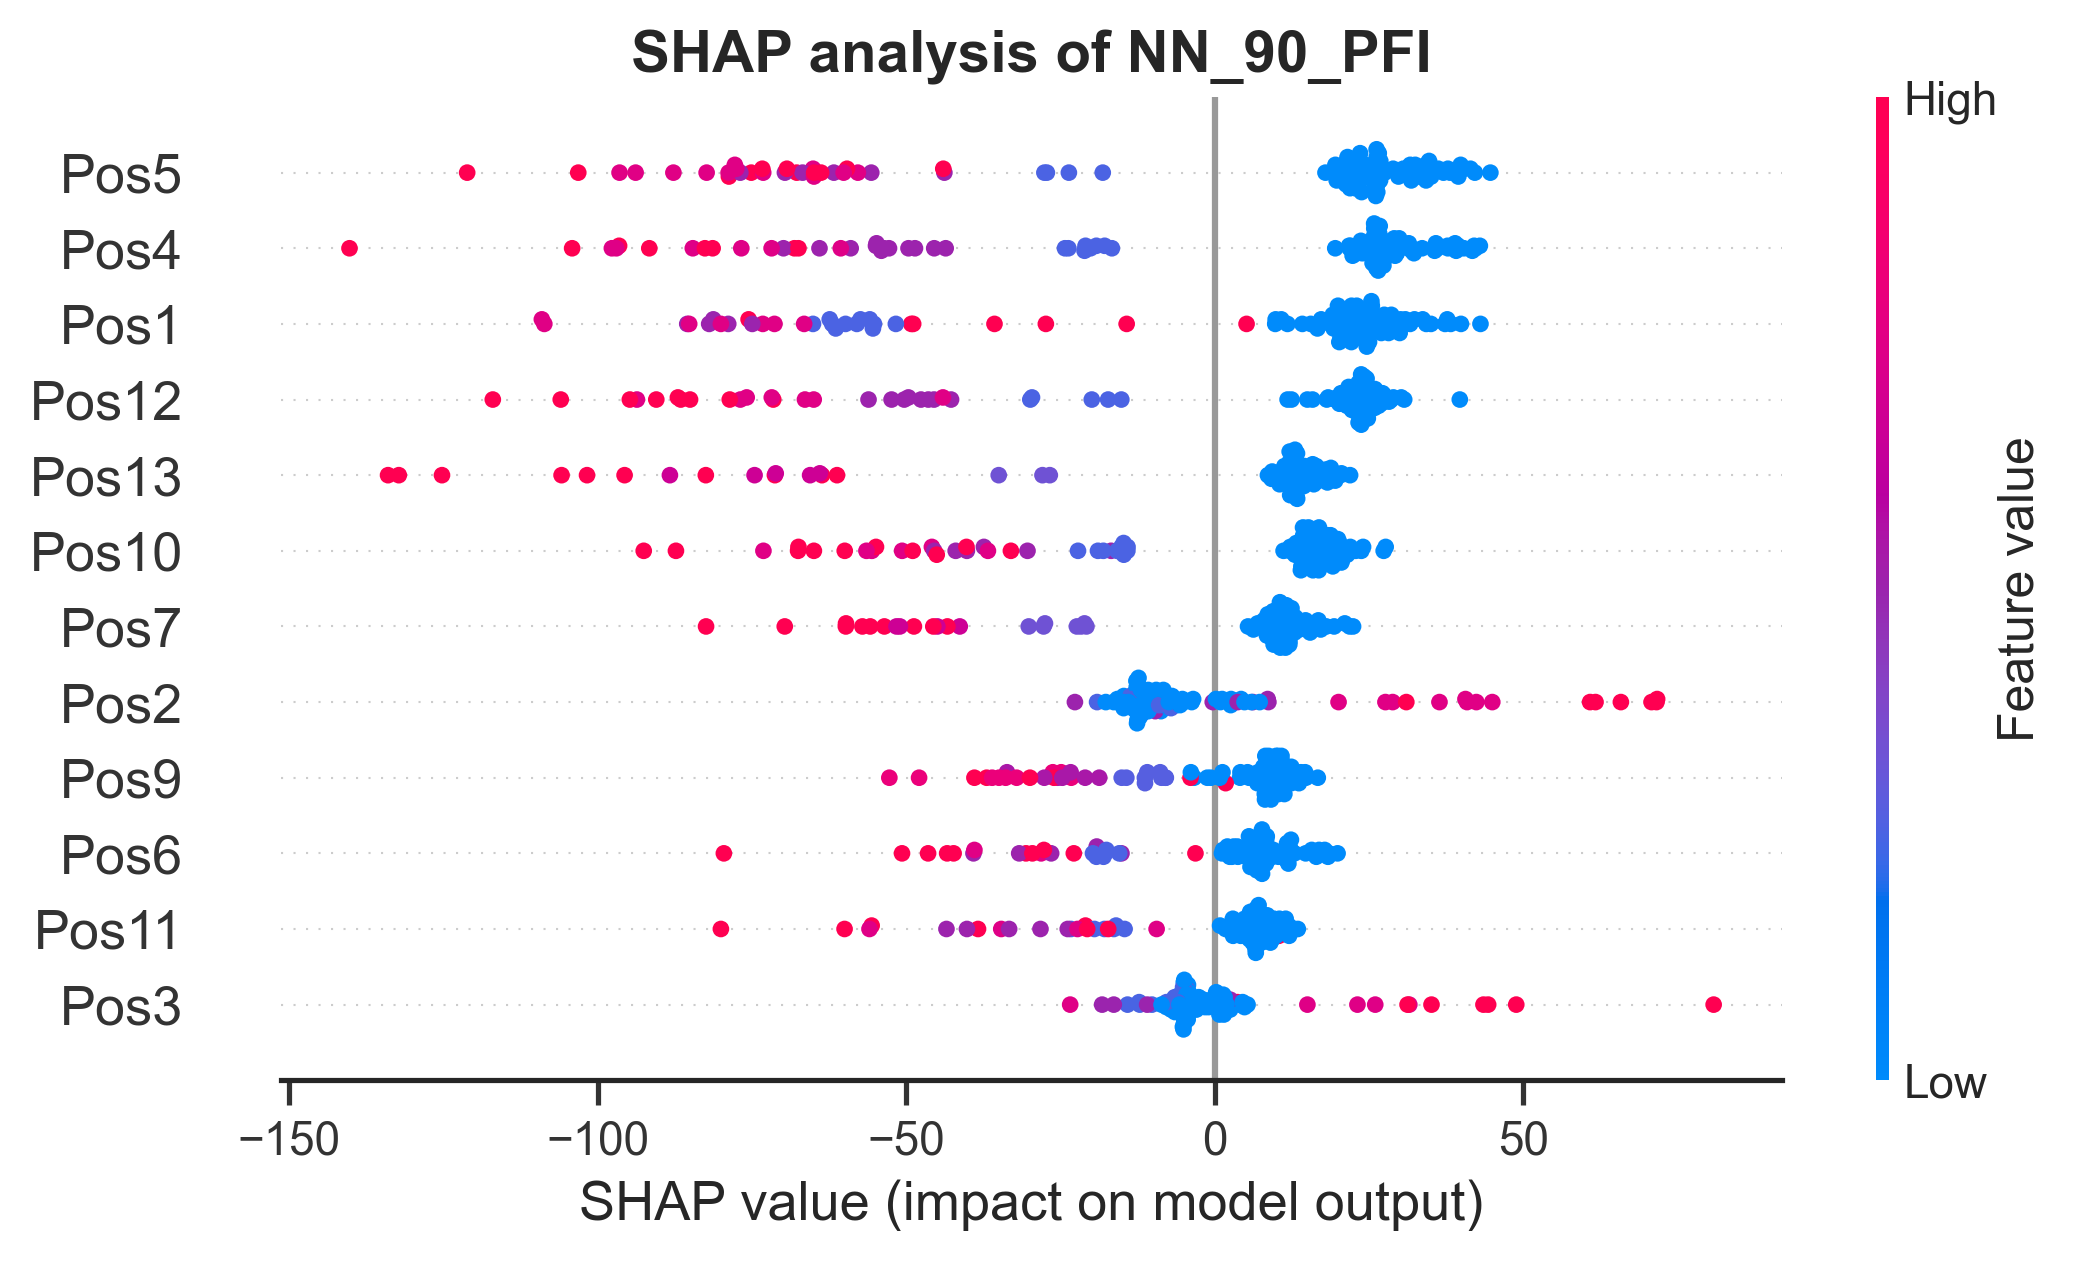 SHAP analysis of NN_90_PFI
High
Pos5
Pos4
Pos1
Pos12
Pos13
Pos10
Pos7
Pos2
Pos9
Pos6
Pos11
Pos3
Feature value
Low
−150 −100 −50 0 50
SHAP value (impact on model output)